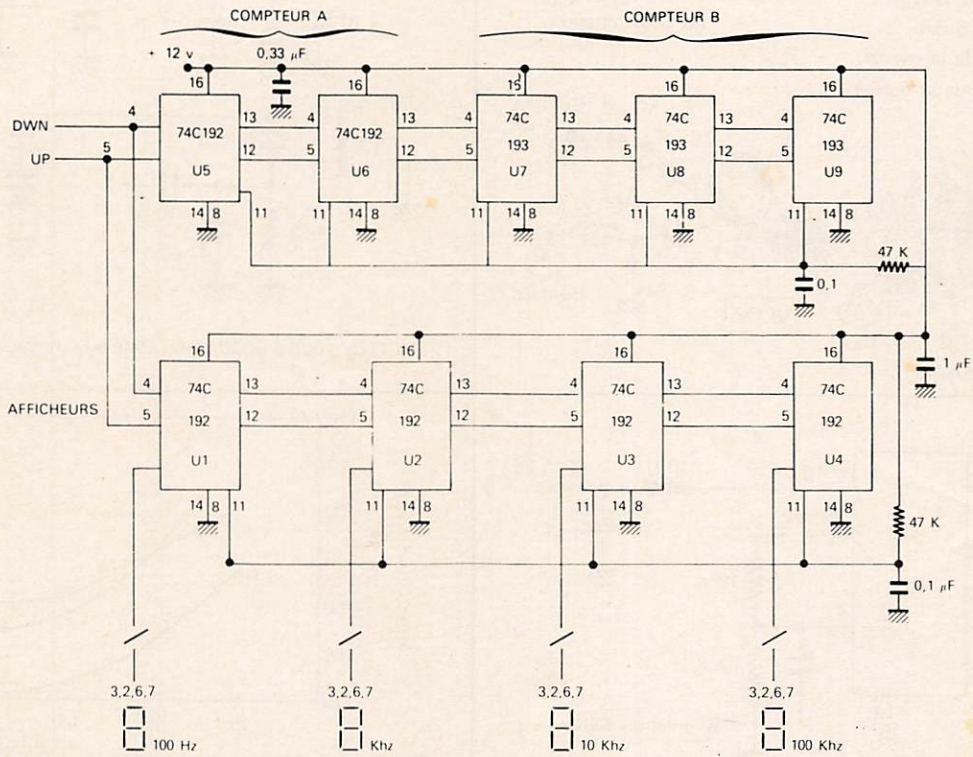 COMPTEUR A
COMPTEUR B
+ 12 v
0,33 µF
16
16
15
16
16
DWN
4
UP
5
74C192
U5
13
12
4
5
74C192
U6
13
12
4
5
74C
193
U7
13
12
4
5
74C
193
U8
13
12
4
5
74C
193
U9
14 8
11
11
14 8
11
14 8
11
14 8
11
14 8
47 K
0,1
1 µF
16
16
16
16
AFFICHEURS
4
5
74C
192
U1
13
12
4
5
74C
192
U2
13
12
4
5
74C
192
U3
13
12
4
5
74C
192
U4
14 8 11
11 14 8
11 14 8
11 14 8
47 K
0,1 µF
3,2,6,7
3,2,6,7
3,2,6,7
3,2,6,7
100 Hz
Khz
10 Khz
100 Khz